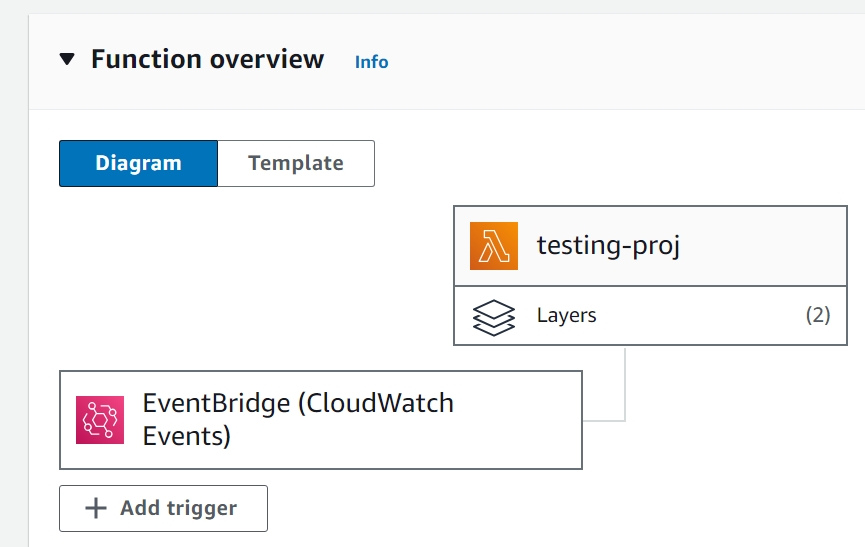 Function overview Info
Diagram Template
testing-proj
Layers (2)
EventBridge (CloudWatch
Events)
Add trigger